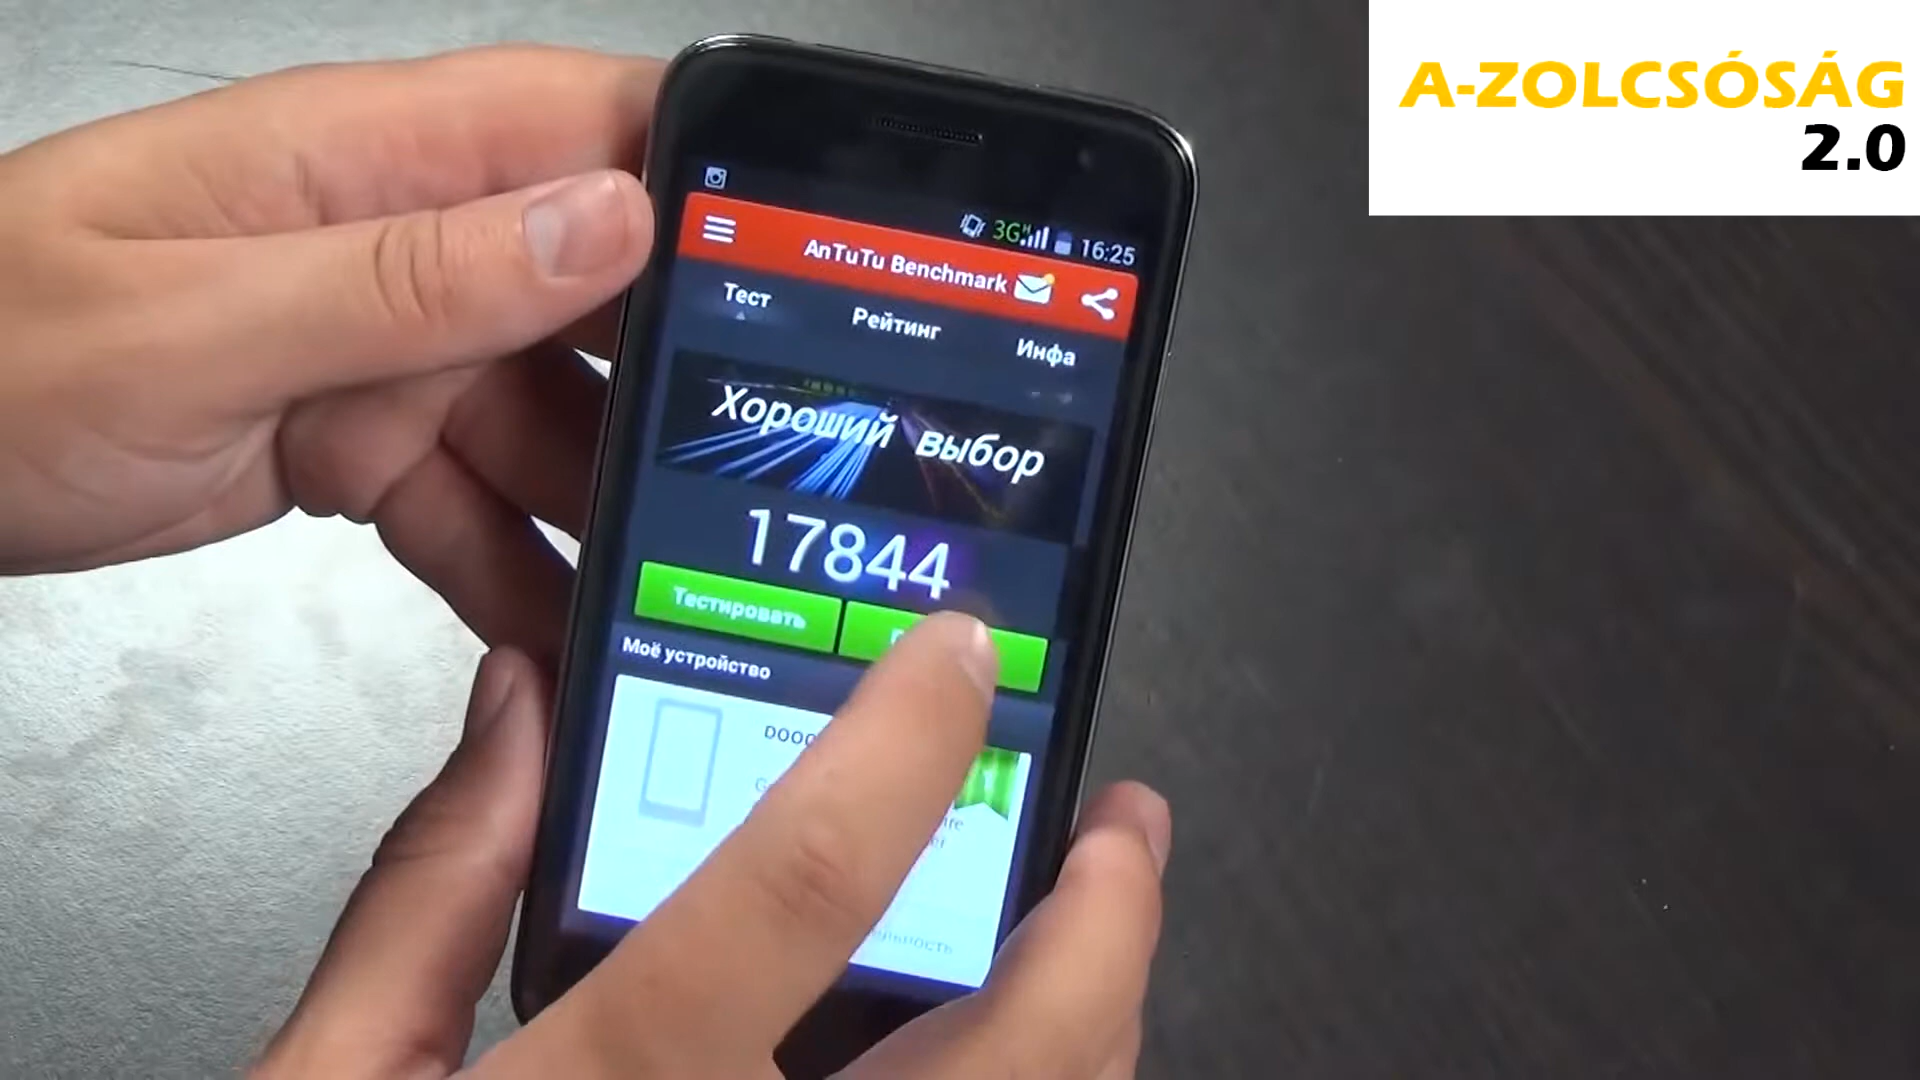 A-ZOLCSÓSÁG
2.0
3G H 16:25
AnTuTu Benchmark
Тест Рейтинг Инфа
Хороший выбор
17844
Тестировать
Моё устройство